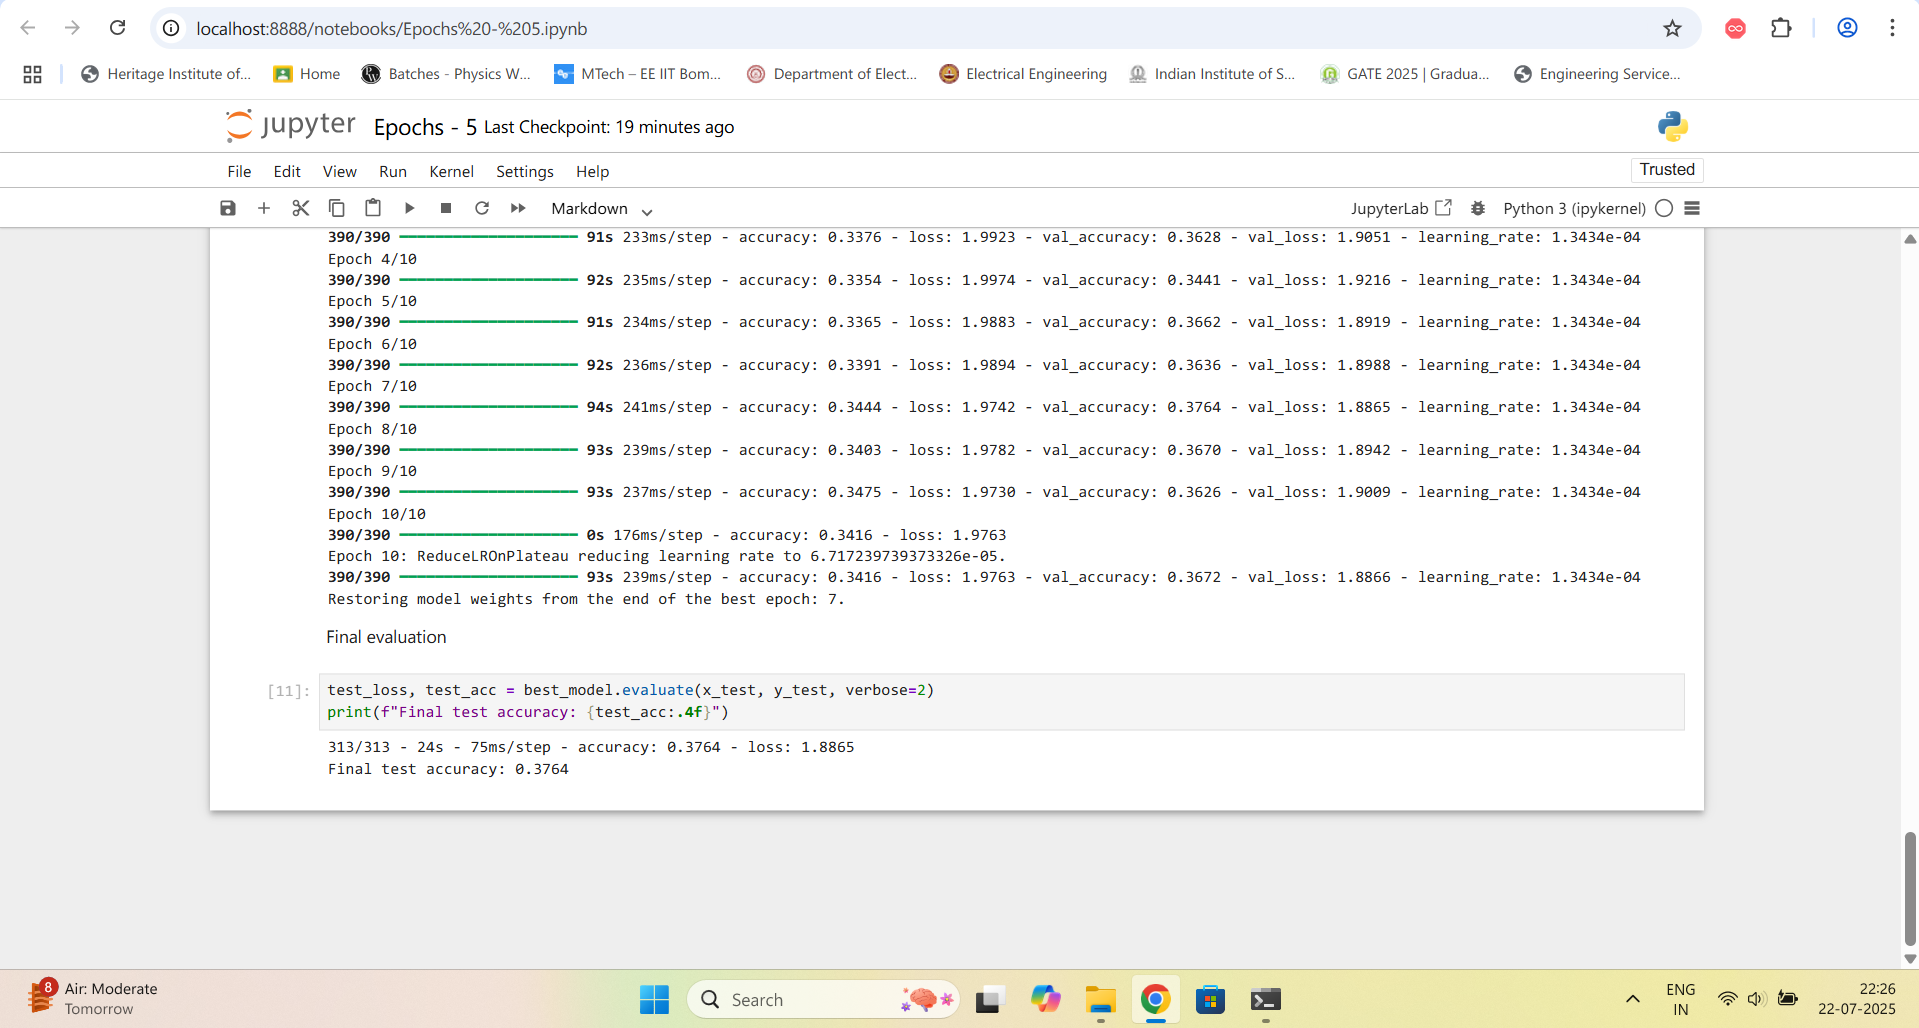 localhost:8888/notebooks/Epochs%20-%205.ipynb
Heritage Institute of... Home Batches - Physics W... MTech – EE IIT Bom... Department of Elect... Electrical Engineering Indian Institute of S... GATE 2025 | Gradua... Engineering Service...
jupyter Epochs - 5 Last Checkpoint: 19 minutes ago
File Edit View Run Kernel Settings Help Trusted
Markdown JupyterLab Python 3 (ipykernel)
390/390 91s 233ms/step - accuracy: 0.3376 - loss: 1.9923 - val_accuracy: 0.3628 - val_loss: 1.9051 - learning_rate: 1.3434e-04
Epoch 4/10
390/390 92s 235ms/step - accuracy: 0.3354 - loss: 1.9974 - val_accuracy: 0.3441 - val_loss: 1.9216 - learning_rate: 1.3434e-04
Epoch 5/10
390/390 91s 234ms/step - accuracy: 0.3365 - loss: 1.9883 - val_accuracy: 0.3662 - val_loss: 1.8919 - learning_rate: 1.3434e-04
Epoch 6/10
390/390 92s 236ms/step - accuracy: 0.3391 - loss: 1.9894 - val_accuracy: 0.3636 - val_loss: 1.8988 - learning_rate: 1.3434e-04
Epoch 7/10
390/390 94s 241ms/step - accuracy: 0.3444 - loss: 1.9742 - val_accuracy: 0.3764 - val_loss: 1.8865 - learning_rate: 1.3434e-04
Epoch 8/10
390/390 93s 239ms/step - accuracy: 0.3403 - loss: 1.9782 - val_accuracy: 0.3670 - val_loss: 1.8942 - learning_rate: 1.3434e-04
Epoch 9/10
390/390 93s 237ms/step - accuracy: 0.3475 - loss: 1.9730 - val_accuracy: 0.3626 - val_loss: 1.9009 - learning_rate: 1.3434e-04
Epoch 10/10
390/390 0s 176ms/step - accuracy: 0.3416 - loss: 1.9763
Epoch 10: ReduceLROnPlateau reducing learning rate to 6.717239739373326e-05.
390/390 93s 239ms/step - accuracy: 0.3416 - loss: 1.9763 - val_accuracy: 0.3672 - val_loss: 1.8866 - learning_rate: 1.3434e-04
Restoring model weights from the end of the best epoch: 7.
Final evaluation
[11]: test_loss, test_acc = best_model.evaluate(x_test, y_test, verbose=2)
print(f"Final test accuracy: {test_acc:.4f}")
313/313 - 24s - 75ms/step - accuracy: 0.3764 - loss: 1.8865
Final test accuracy: 0.3764
8 Air: Moderate
Tomorrow
Search
ENG
IN
22:26
22-07-2025